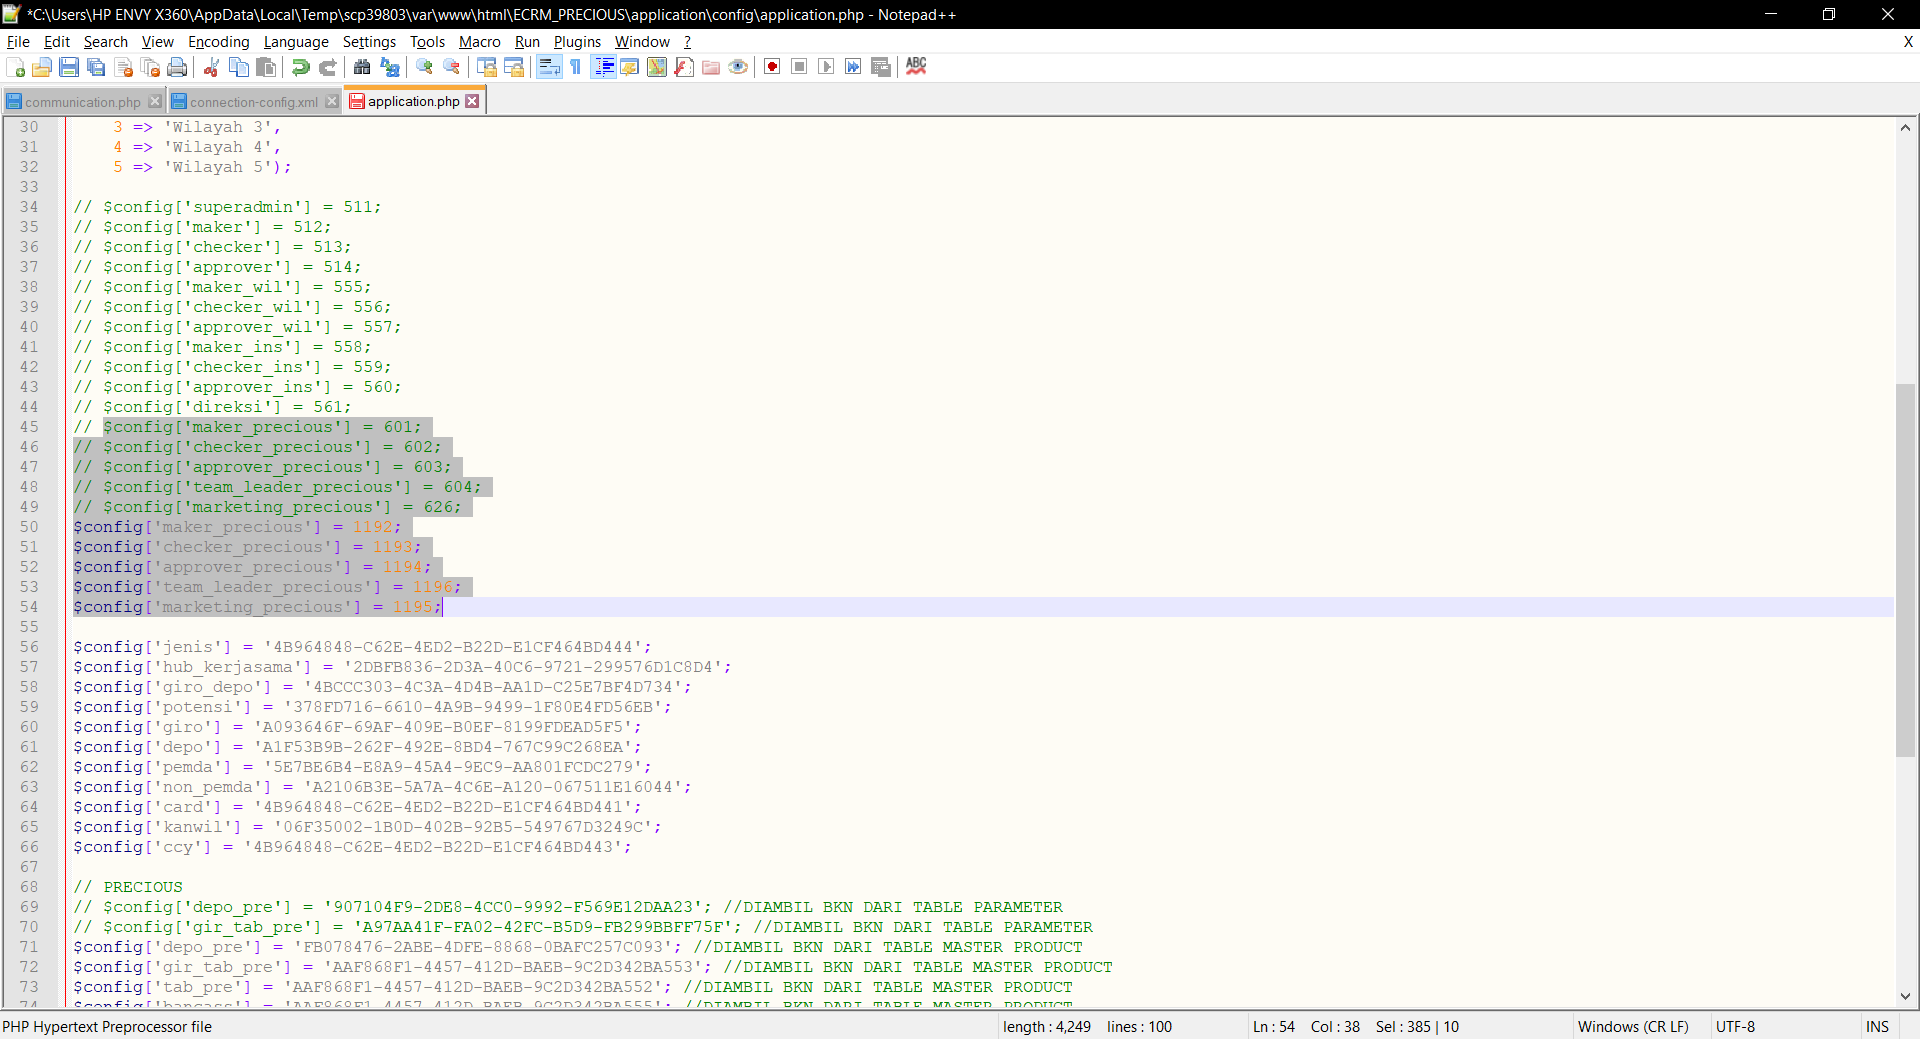 *C:\Users\HP ENVY X360\AppData\Local\Temp\scp39803\var\www\html\ECRM_PRECIOUS\application\config\application.php - Notepad++
File Edit Search View Encoding Language Settings Tools Macro Run Plugins Window ? X
ABC
communication.php connection-config.xml application.php
30 3 => 'Wilayah 3',
31 4 => 'Wilayah 4',
32 5 => 'Wilayah 5');
33
34 // $config['superadmin'] = 511;
35 // $config['maker'] = 512;
36 // $config['checker'] = 513;
37 // $config['approver'] = 514;
38 // $config['maker_wil'] = 555;
39 // $config['checker_wil'] = 556;
40 // $config['approver_wil'] = 557;
41 // $config['maker_ins'] = 558;
42 // $config['checker_ins'] = 559;
43 // $config['approver_ins'] = 560;
44 // $config['direksi'] = 561;
45 // $config['maker_precious'] = 601;
46 // $config['checker_precious'] = 602;
47 // $config['approver_precious'] = 603;
48 // $config['team_leader_precious'] = 604;
49 // $config['marketing_precious'] = 626;
50 $config['maker_precious'] = 1192;
51 $config['checker_precious'] = 1193;
52 $config['approver_precious'] = 1194;
53 $config['team_leader_precious'] = 1196;
54 $config['marketing_precious'] = 1195;
55
56 $config['jenis'] = '4B964848-C62E-4ED2-B22D-E1CF464BD444';
57 $config['hub_kerjasama'] = '2DBFB836-2D3A-40C6-9721-299576D1C8D4';
58 $config['giro_depo'] = '4BCCC303-4C3A-4D4B-AA1D-C25E7BF4D734';
59 $config['potensi'] = '378FD716-6610-4A9B-9499-1F80E4FD56EB';
60 $config['giro'] = 'A093646F-69AF-409E-B0EF-8199FDEAD5F5';
61 $config['depo'] = 'A1F53B9B-262F-492E-8BD4-767C99C268EA';
62 $config['pemda'] = '5E7BE6B4-E8A9-45A4-9EC9-AA801FCDC279';
63 $config['non_pemda'] = 'A2106B3E-5A7A-4C6E-A120-067511E16044';
64 $config['card'] = '4B964848-C62E-4ED2-B22D-E1CF464BD441';
65 $config['kanwil'] = '06F35002-1B0D-402B-92B5-549767D3249C';
66 $config['ccy'] = '4B964848-C62E-4ED2-B22D-E1CF464BD443';
67
68 // PRECIOUS
69 // $config['depo_pre'] = '907104F9-2DE8-4CC0-9992-F569E12DAA23'; //DIAMBIL BKN DARI TABLE PARAMETER
70 // $config['gir_tab_pre'] = 'A97AA41F-FA02-42FC-B5D9-FB299BBFF75F'; //DIAMBIL BKN DARI TABLE PARAMETER
71 $config['depo_pre'] = 'FB078476-2ABE-4DFE-8868-0BAFC257C093'; //DIAMBIL BKN DARI TABLE MASTER PRODUCT
72 $config['gir_tab_pre'] = 'AAF868F1-4457-412D-BAEB-9C2D342BA553'; //DIAMBIL BKN DARI TABLE MASTER PRODUCT
73 $config['tab_pre'] = 'AAF868F1-4457-412D-BAEB-9C2D342BA552'; //DIAMBIL BKN DARI TABLE MASTER PRODUCT
74 $config['bancass'] = 'AAF868F1-4457-412D-BAEB-9C2D342BA555'; //DIAMBIL BKN DARI TABLE MASTER PRODUCT
PHP Hypertext Preprocessor file length : 4,249 lines : 100 Ln : 54 Col : 38 Sel : 385 | 10 Windows (CR LF) UTF-8 INS